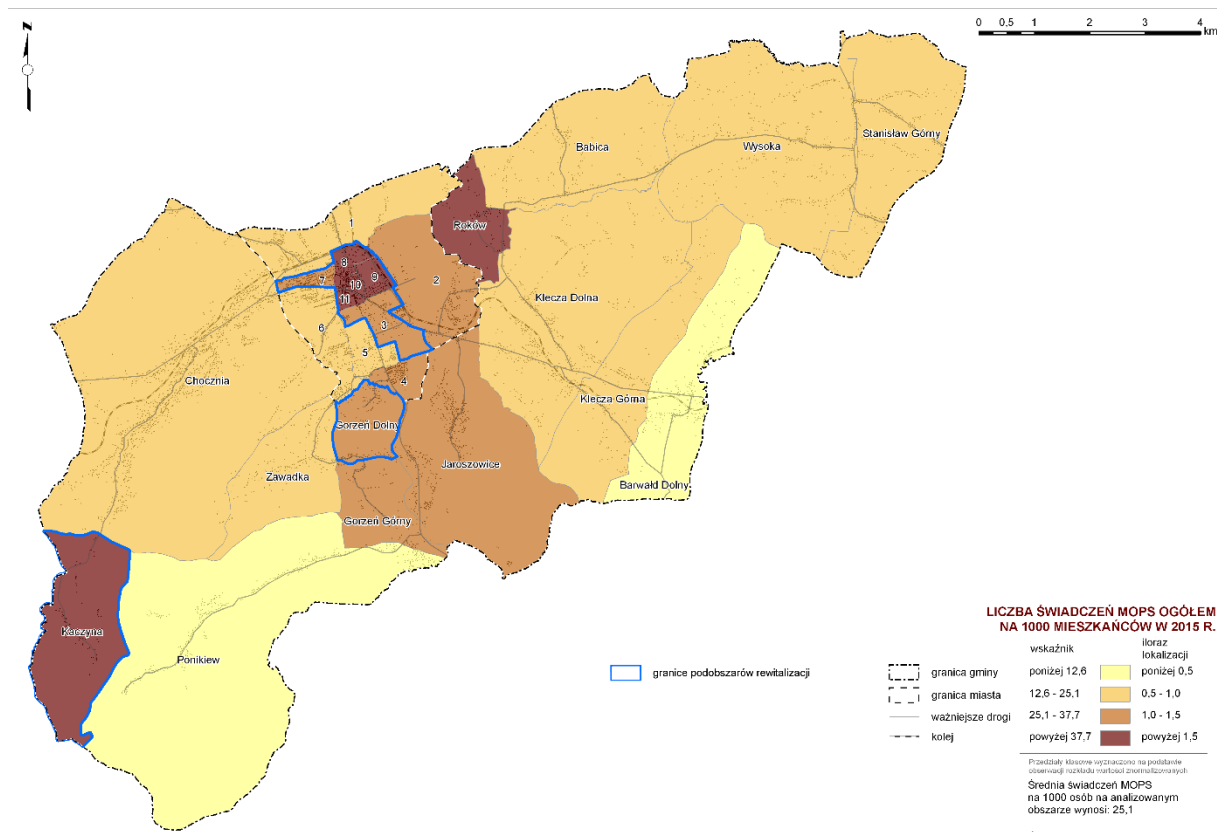 N
0 0,5 1 2 3 4
km
Stanisław Górny
Babica
Wysoka
Roków
1
8
9
2
7
10
11
Klecza Dolna
3
6
5
Chocznia
4
Klecza Górna
Gorzeń Dolny
Jaroszowice
Zawadka
Barwałd Dolny
Gorzeń Górny
Kaczyna
Ponikiew
granice podobszarów rewitalizacji
granica gminy
granica miasta
ważniejsze drogi
kolej
LICZBA ŚWIADCZEŃ MOPS OGÓŁEM
NA 1000 MIESZKAŃCÓW W 2015 R.
wskaźnik iloraz
lokalizacji
poniżej 12,6 poniżej 0,5
12,6 - 25,1 0,5 - 1,0
25,1 - 37,7 1,0 - 1,5
powyżej 37,7 powyżej 1,5
Przedziały klasowe wyznaczono na podstawie
obserwacji rozkładu wartości znormalizowanych
Średnia świadczeń MOPS
na 1000 osób na analizowanym
obszarze wynosi: 25,1